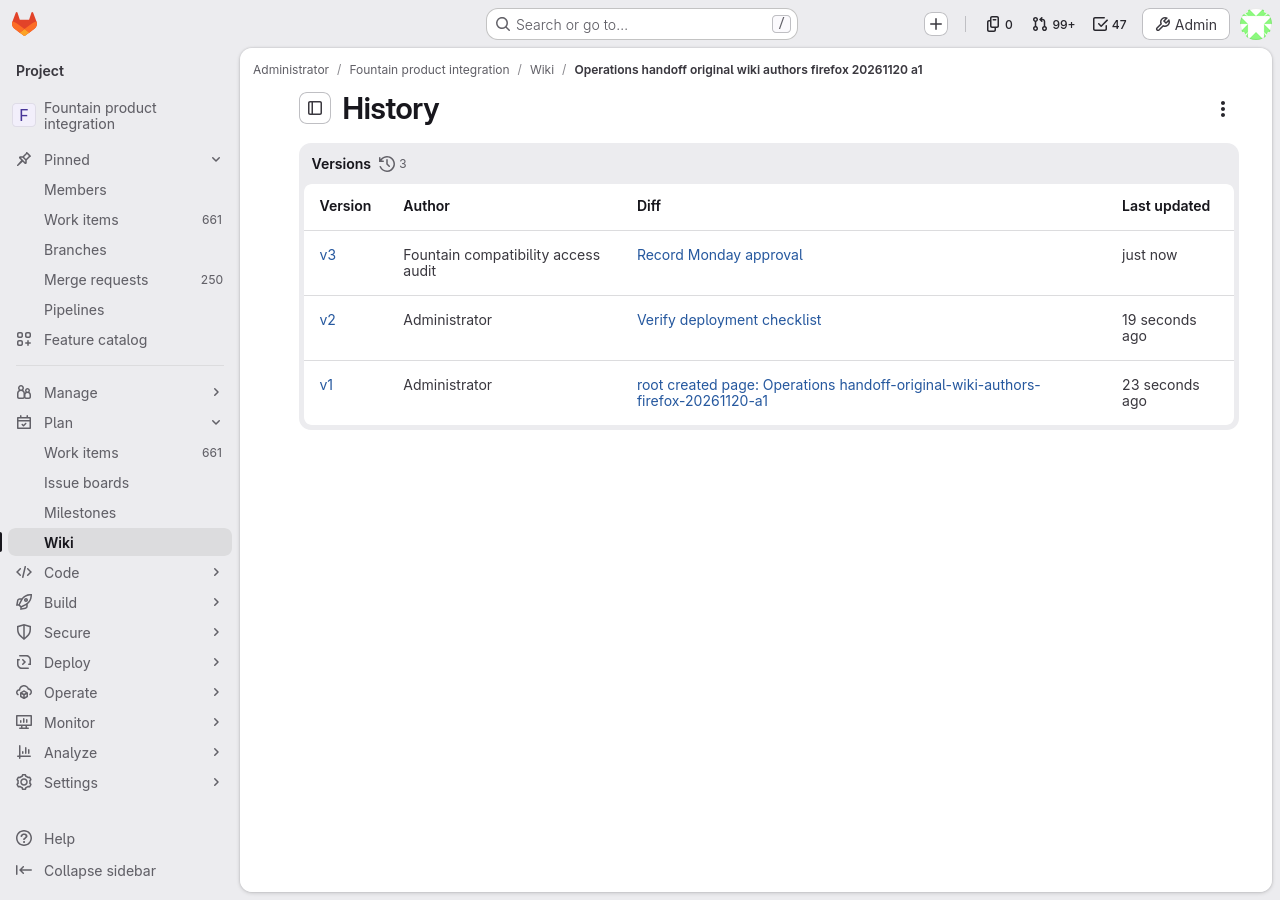 Search or go to...
/
0
99+
47
Admin
Project
F
Fountain product
integration
Pinned
Members
Work items
661
Branches
Merge requests
250
Pipelines
Feature catalog
Manage
Plan
Work items
661
Issue boards
Milestones
Wiki
Code
Build
Secure
Deploy
Operate
Monitor
Analyze
Settings
Help
Collapse sidebar
Administrator / Fountain product integration / Wiki / Operations handoff original wiki authors firefox 20261120 a1
History
Versions 3
Version Author Diff Last updated
v3 Fountain compatibility access Record Monday approval just now
audit
v2 Administrator Verify deployment checklist 19 seconds
ago
v1 Administrator root created page: Operations handoff-original-wiki-authors- 23 seconds
firefox-20261120-a1 ago